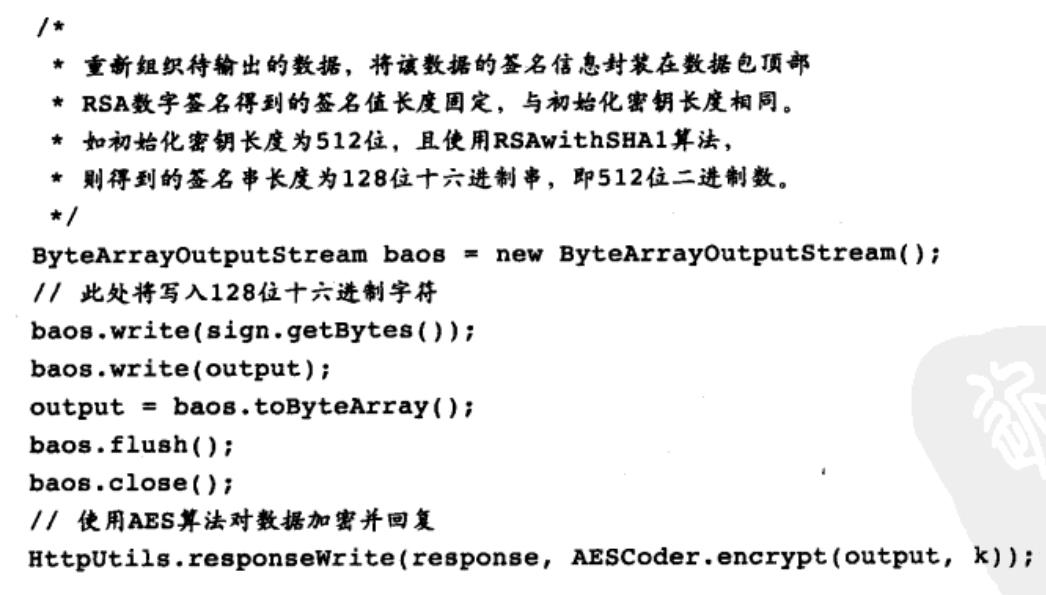 /*
 * 重新组织待输出的数据，将该数据的签名信息封装在数据包顶部
 * RSA数字签名得到的签名值长度固定，与初始化密钥长度相同。
 * 如初始化密钥长度为512位，且使用RSAwithSHA1算法，
 * 则得到的签名串长度为128位十六进制串，即512位二进制数。
 */
ByteArrayOutputStream baos = new ByteArrayOutputStream();
// 此处将写入128位十六进制字符
baos.write(sign.getBytes());
baos.write(output);
output = baos.toByteArray();
baos.flush();
baos.close();
// 使用AES算法对数据加密并回复
HttpUtils.responseWrite(response, AESCoder.encrypt(output, k));